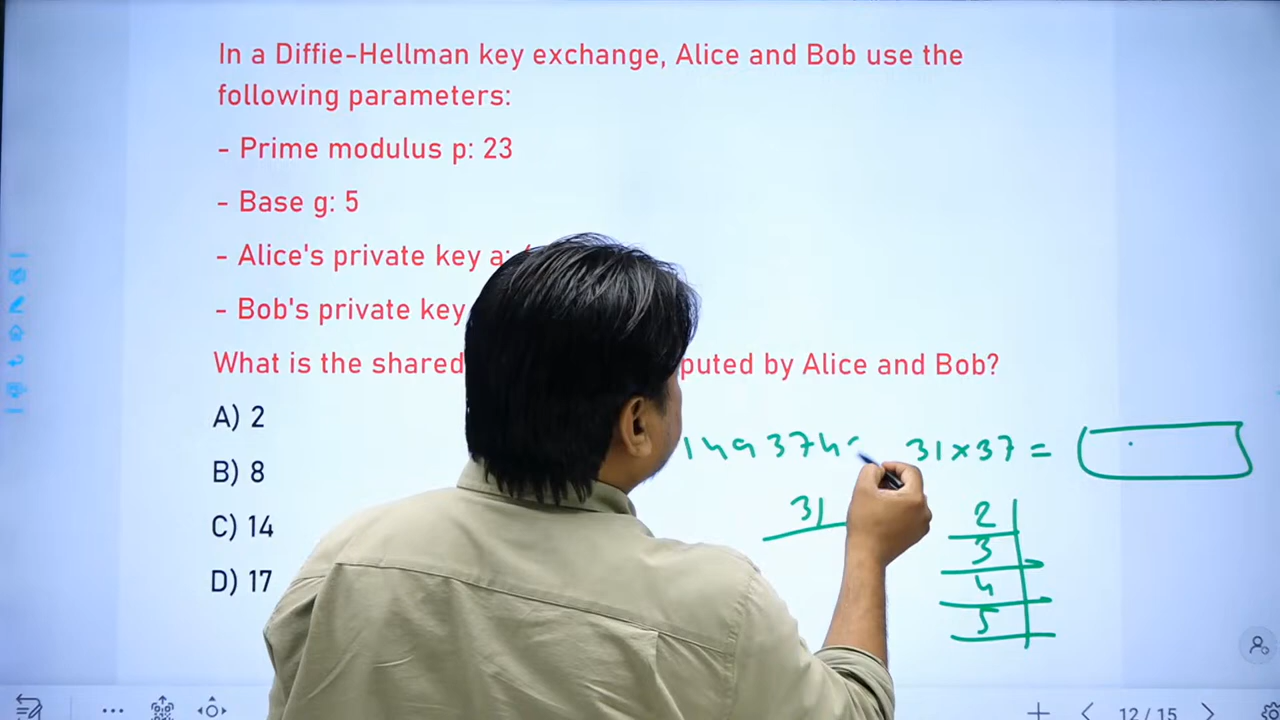 In a Diffie-Hellman key exchange, Alice and Bob use the
following parameters:
- Prime modulus p: 23
- Base g: 5
- Alice's private key a:
- Bob's private key
What is the shared puted by Alice and Bob?
A) 2
B) 8
C) 14
D) 17
31×37 =
31
2
3
4
5
12/15